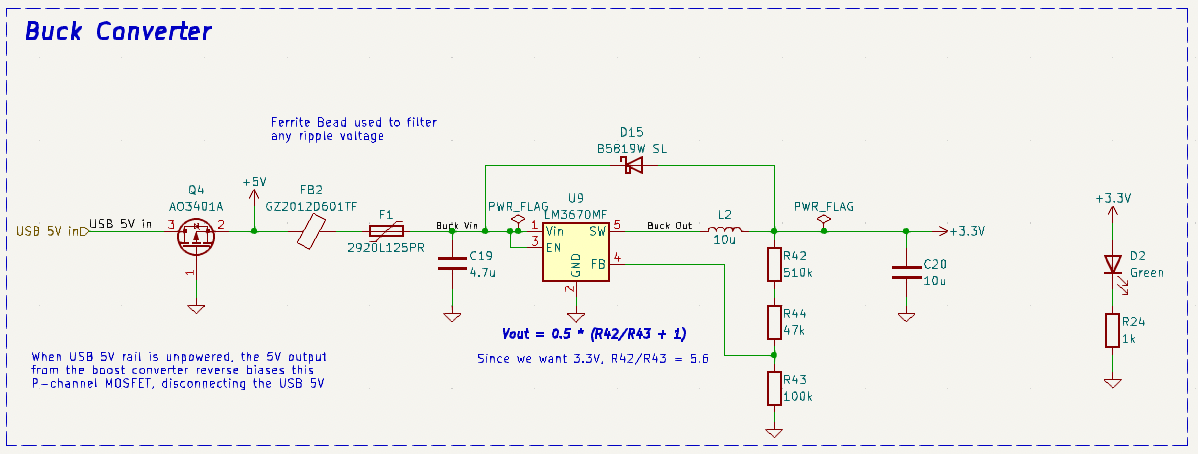 Buck Converter
Ferrite Bead used to filter
any ripple voltage
D15
B5819W SL
Q4
AO3401A
+5V
FB2
GZ2012D601TF
F1
2920L125PR
PWR_FLAG
U9
LM3670MF
PWR_FLAG
+3.3V
USB 5V in
USB 5V in
3
2
1
Buck Vin
1
Vin
SW
5
3
EN
FB
4
GND
2
Buck Out
L2
10u
+3.3V
C19
4.7u
R42
510k
C20
10u
D2
Green
R44
47k
R24
1k
Vout = 0.5 * (R42/R43 + 1)
Since we want 3.3V, R42/R43 = 5.6
When USB 5V rail is unpowered, the 5V output
from the boost converter reverse biases this
P-channel MOSFET, disconnecting the USB 5V
R43
100k